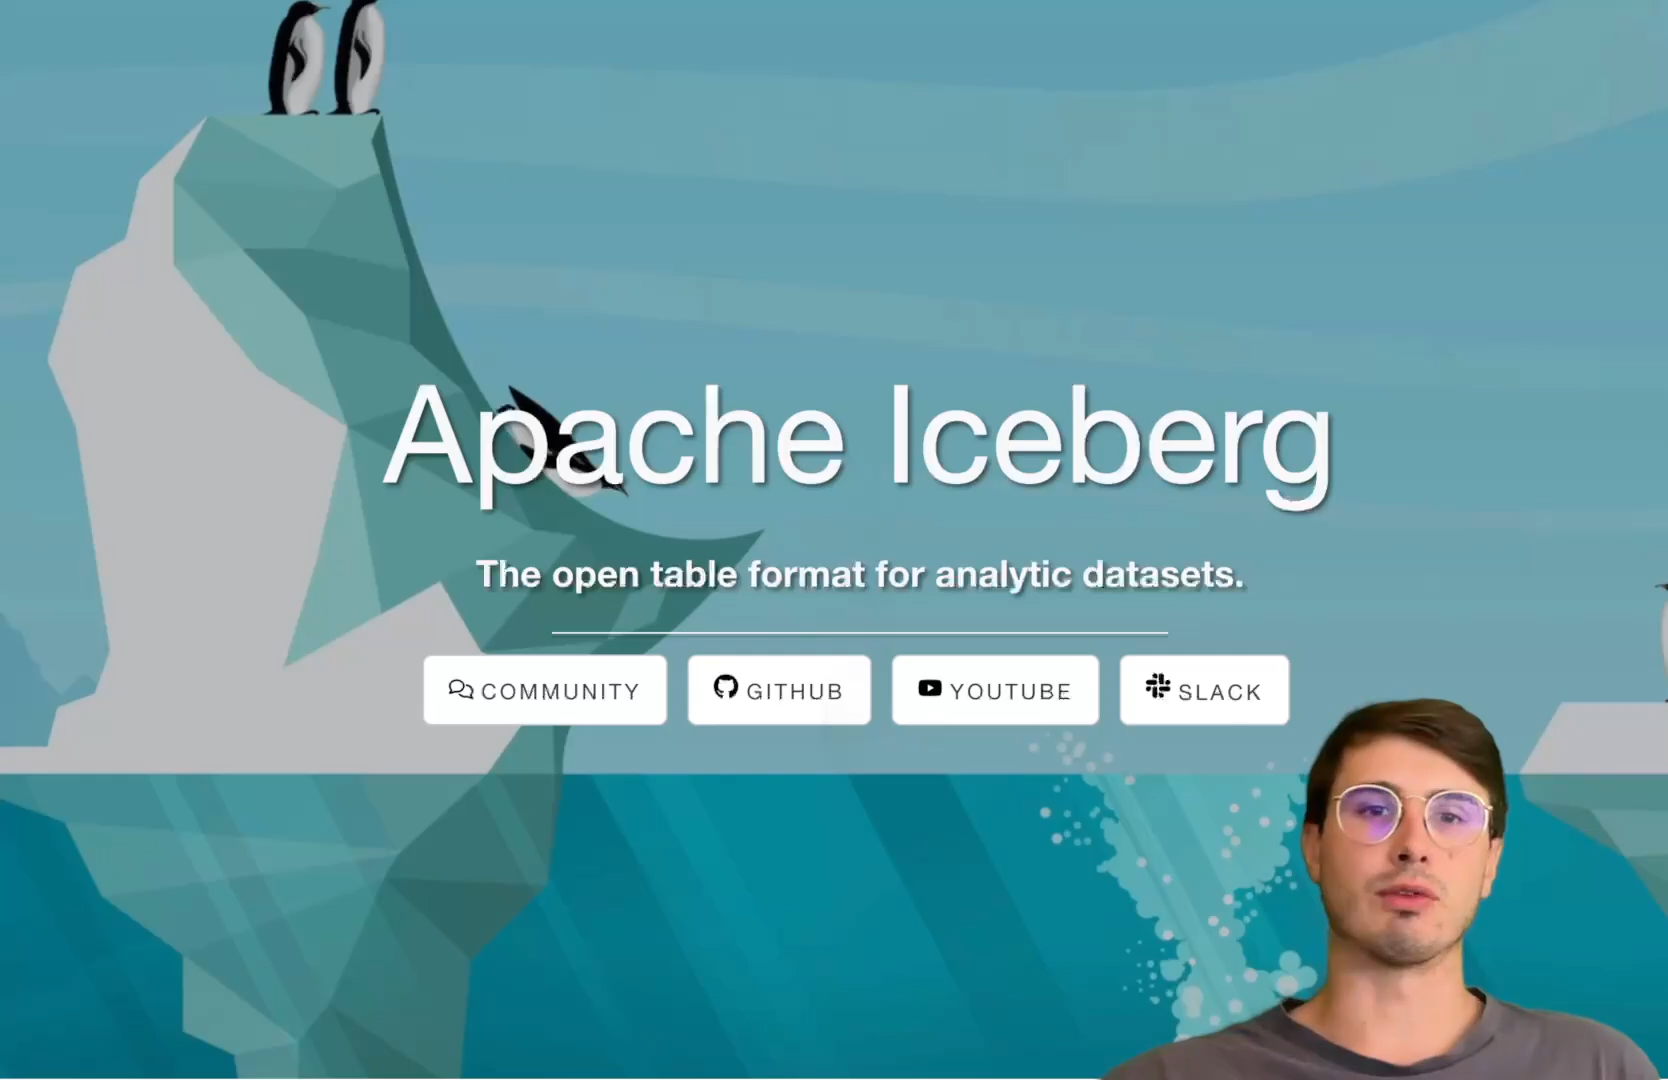 Apache Iceberg
The open table format for analytic datasets.
COMMUNITY
GITHUB
YOUTUBE
SLACK